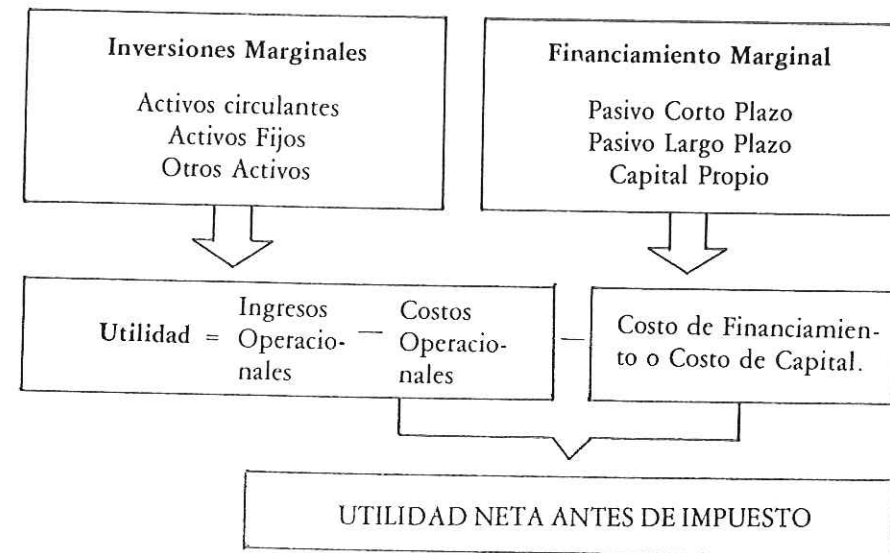 Inversiones Marginales
Activos circulantes
Activos Fijos
Otros Activos
Financiamiento Marginal
Pasivo Corto Plazo
Pasivo Largo Plazo
Capital Propio
Utilidad = Ingresos Operacio-nales — Costos Operacio-nales
—
Costo de Financiamien-
to o Costo de Capital.
UTILIDAD NETA ANTES DE IMPUESTO